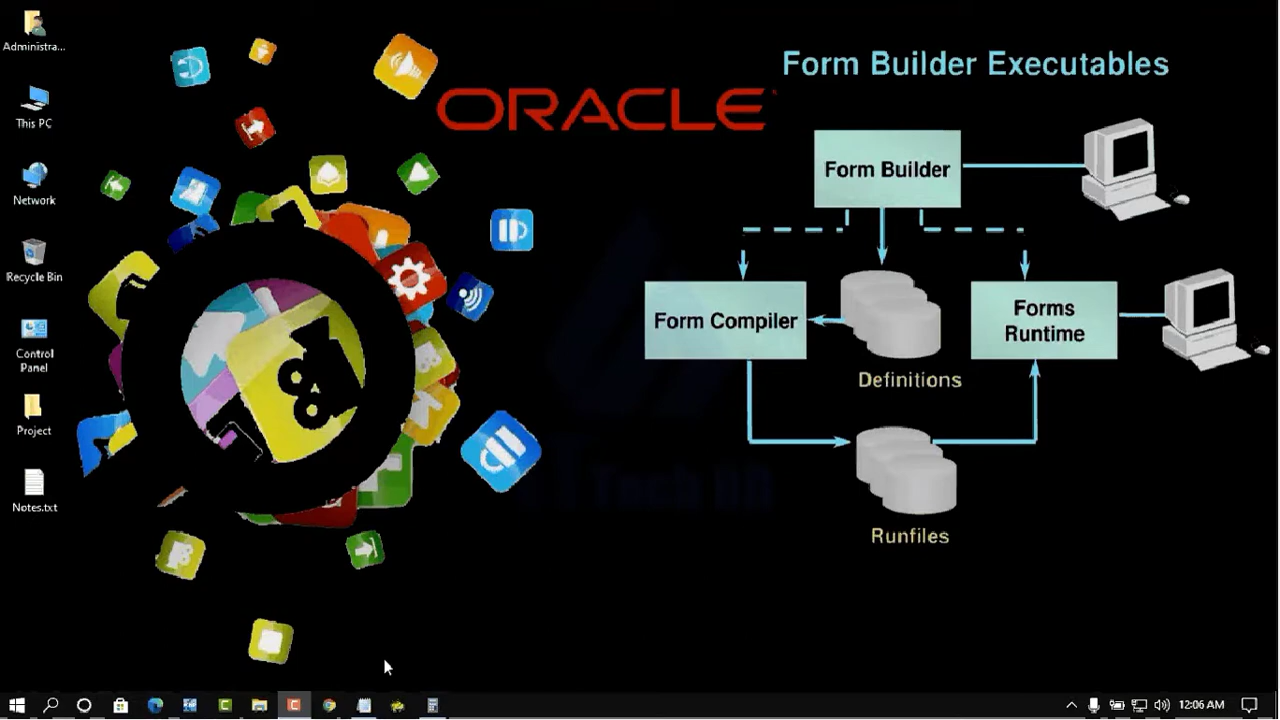 Administra...
This PC
Network
Recycle Bin
Control
Panel
Project
Notes.txt
ORACLE
Form Builder Executables
Form Builder
Form Compiler
Forms
Runtime
Definitions
Runfiles
12:06 AM